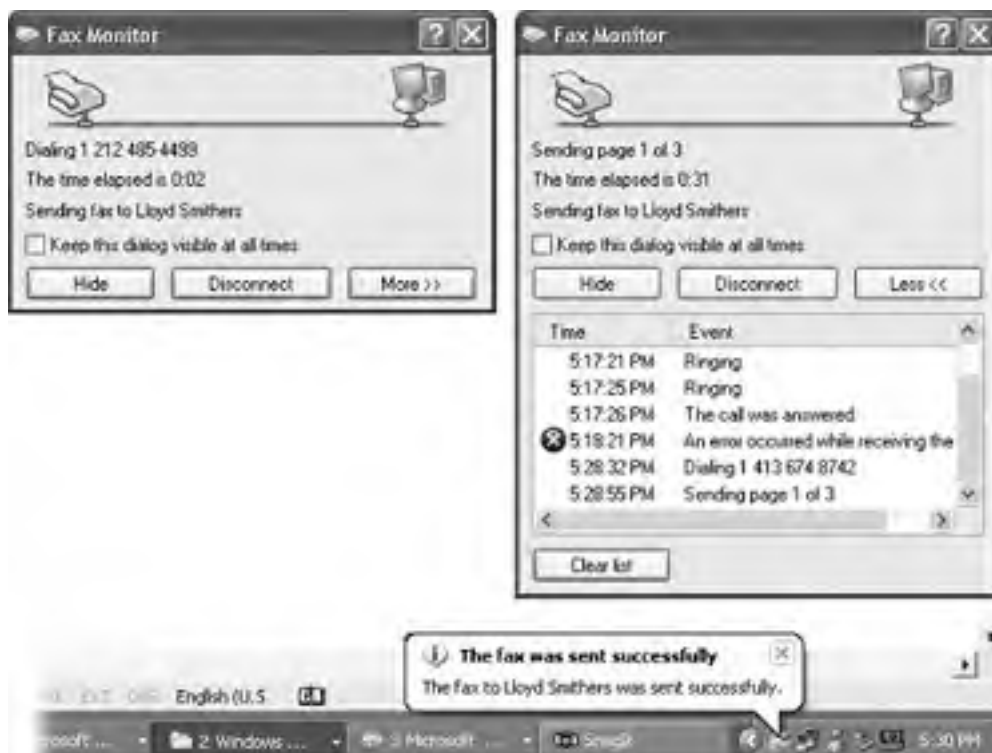 Fax Monitor
Dialing 1 212 485-4499
The time elapsed is 0:02
Sending fax to Lloyd Smithers
Keep this dialog visible at all times
Hide Disconnect More >>
Fax Monitor
Sending page 1 of 3
The time elapsed is 0:31
Sending fax to Lloyd Smithers
Keep this dialog visible at all times
Hide Disconnect Less <<
Time Event
5:17:21 PM Ringing
5:17:25 PM Ringing
5:17:26 PM The call was answered
5:18:21 PM An error occurred while receiving the
5:28:32 PM Dialing 1 413 674 8742
5:28:55 PM Sending page 1 of 3
Clear list
The fax was sent successfully
The fax to Lloyd Smithers was sent successfully.
EXT English (U.S
rosoft ... 2 Windows ... 3 Microsoft ... SnagIt 5:30 PM